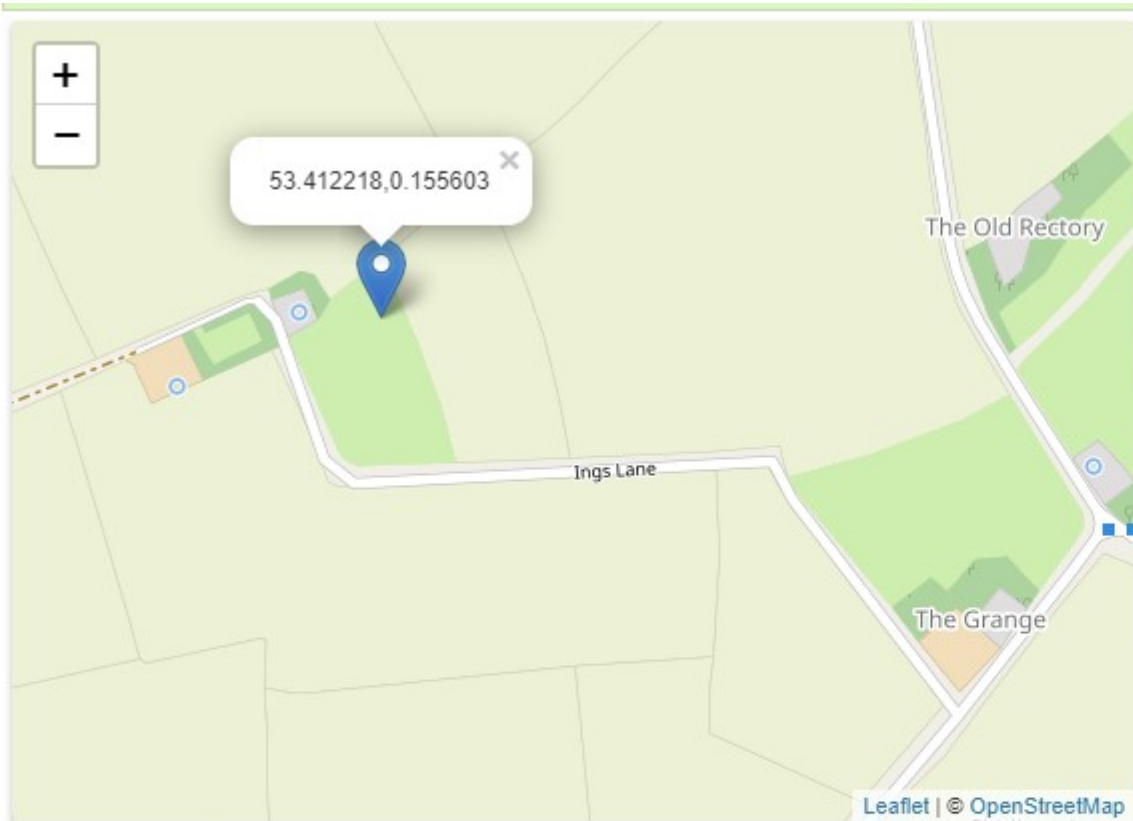 +
−
53.412218,0.155603
×
The Old Rectory
Ings Lane
The Grange
Leaflet | © OpenStreetMap